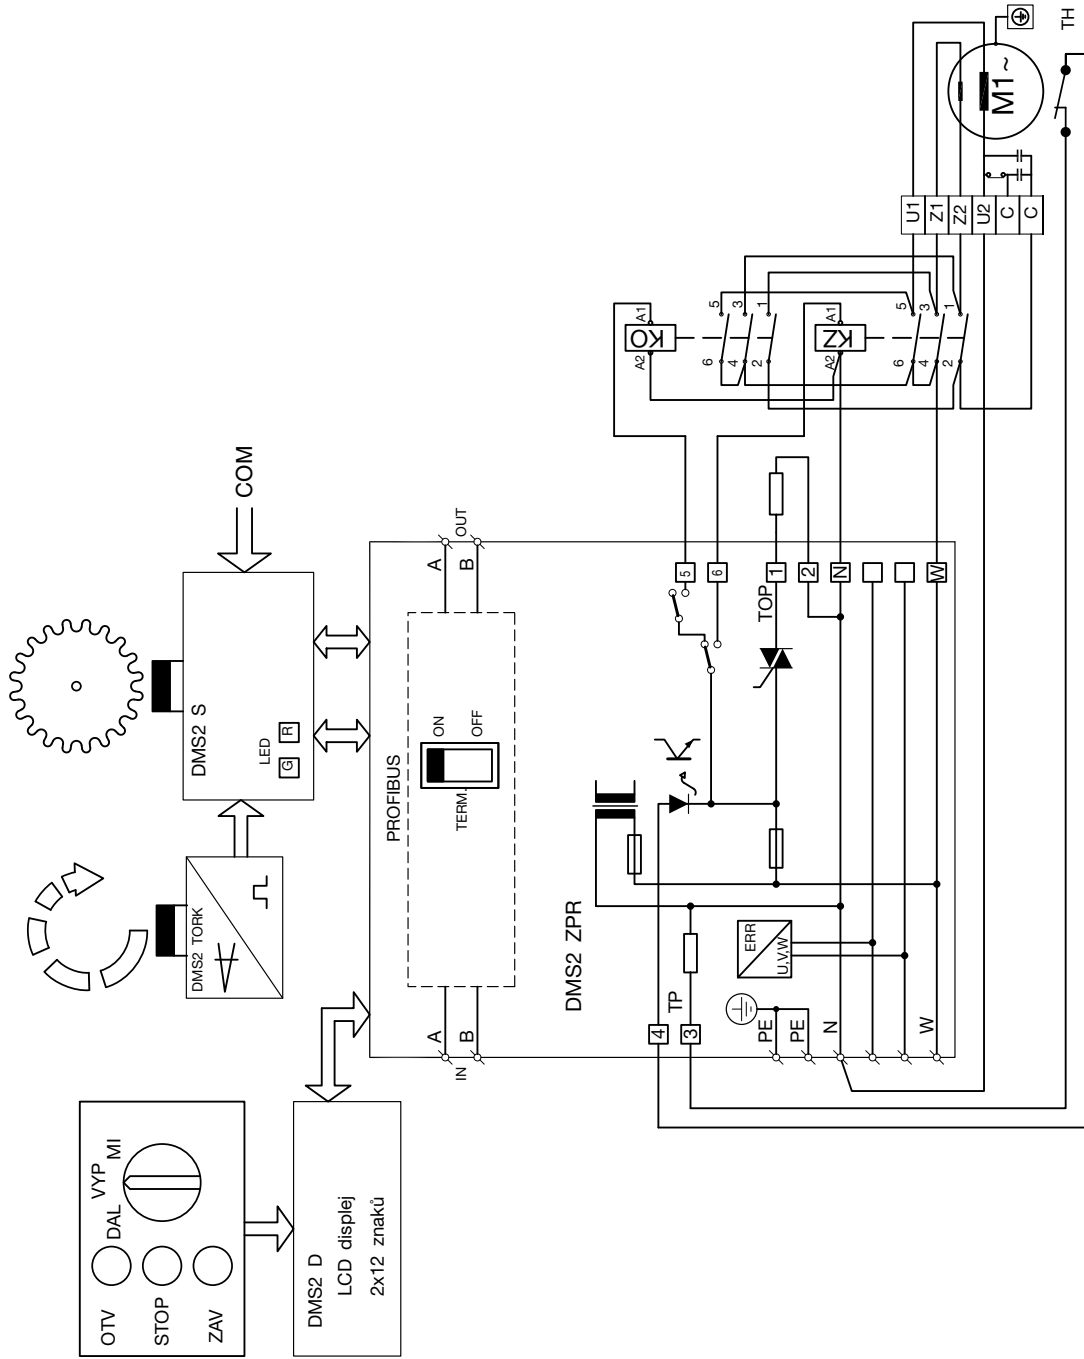 OTV
STOP
ZAV
DAL
VYP
MI
DMS2 D
LCD displej
2x12 znaků
DMS2 TORK
DMS2 S
LED
G
R
COM
PROFIBUS
TERM.
ON
OFF
IN
A
B
A
B
OUT
DMS2 ZPR
4
3
TP
ERR
U,V,W
PE
PE
N
W
5
6
TOP
1
2
N
W
A2
KO
A1
6
4
2
5
3
1
A2
KZ
A1
6
4
2
5
3
1
U1
Z1
Z2
U2
C
C
M1~
TH